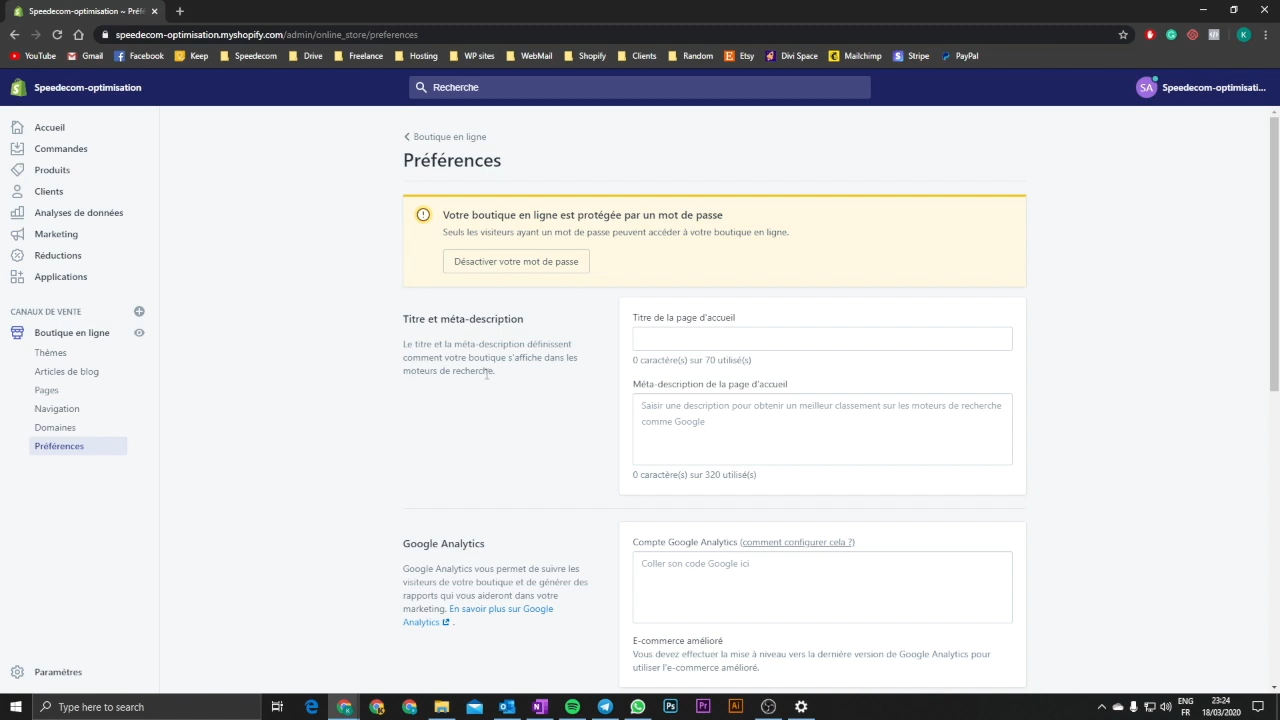 Speedecom-optimisation ~ Préf
speedecom-optimisation.myshopify.com/admin/online_store/preferences
K
YouTube Gmail Facebook Keep Speedecom Drive Freelance Hosting WP sites WebMail Shopify Clients Random Etsy Divi Space Mailchimp Stripe PayPal
Speedecom-optimisation
Recherche
SA Speedecom-optimisati...
Accueil
Commandes
Produits
Clients
Analyses de données
Marketing
Réductions
Applications
CANAUX DE VENTE
Boutique en ligne
Thèmes
Articles de blog
Pages
Navigation
Domaines
Préférences
Paramètres
Boutique en ligne
Préférences
Votre boutique en ligne est protégée par un mot de passe
Seuls les visiteurs ayant un mot de passe peuvent accéder à votre boutique en ligne.
Désactiver votre mot de passe
Titre et méta-description
Le titre et la méta-description définissent
comment votre boutique s'affiche dans les
moteurs de recherche.
Titre de la page d'accueil
0 caractère(s) sur 70 utilisé(s)
Méta-description de la page d'accueil
Saisir une description pour obtenir un meilleur classement sur les moteurs de recherche
comme Google
0 caractère(s) sur 320 utilisé(s)
Google Analytics
Google Analytics vous permet de suivre les
visiteurs de votre boutique et de générer des
rapports qui vous aideront dans votre
marketing. En savoir plus sur Google
Analytics .
Compte Google Analytics (comment configurer cela ?)
Coller son code Google ici
E-commerce amélioré
Vous devez effectuer la mise à niveau vers la dernière version de Google Analytics pour
utiliser l'e-commerce amélioré.
Type here to search
Ps Pr Ai
ENG
FR
23:24
18/03/2020